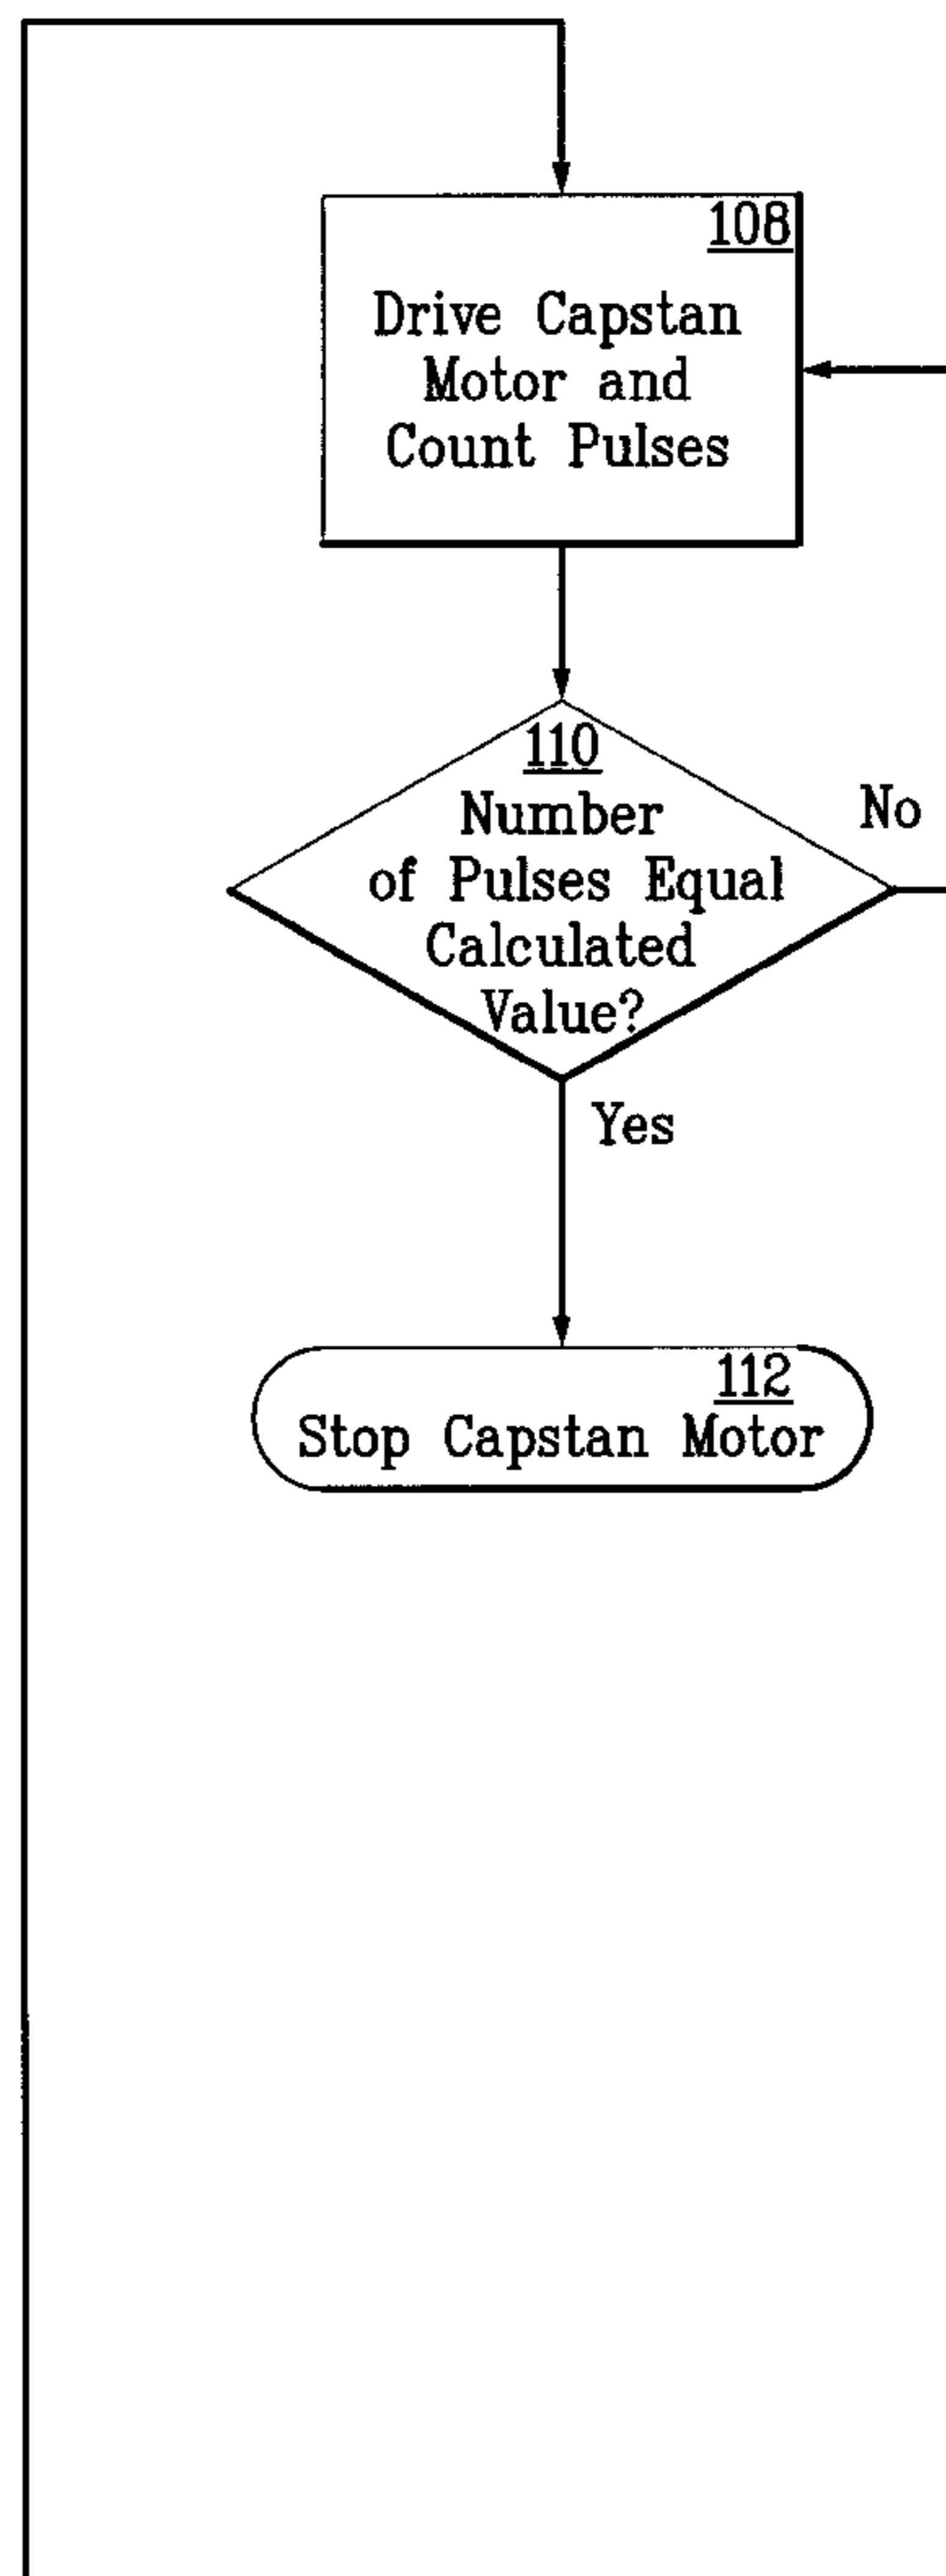 108
Drive Capstan
Motor and
Count Pulses
110
Number
of Pulses Equal
Calculated
Value?
No
Yes
112
Stop Capstan Motor